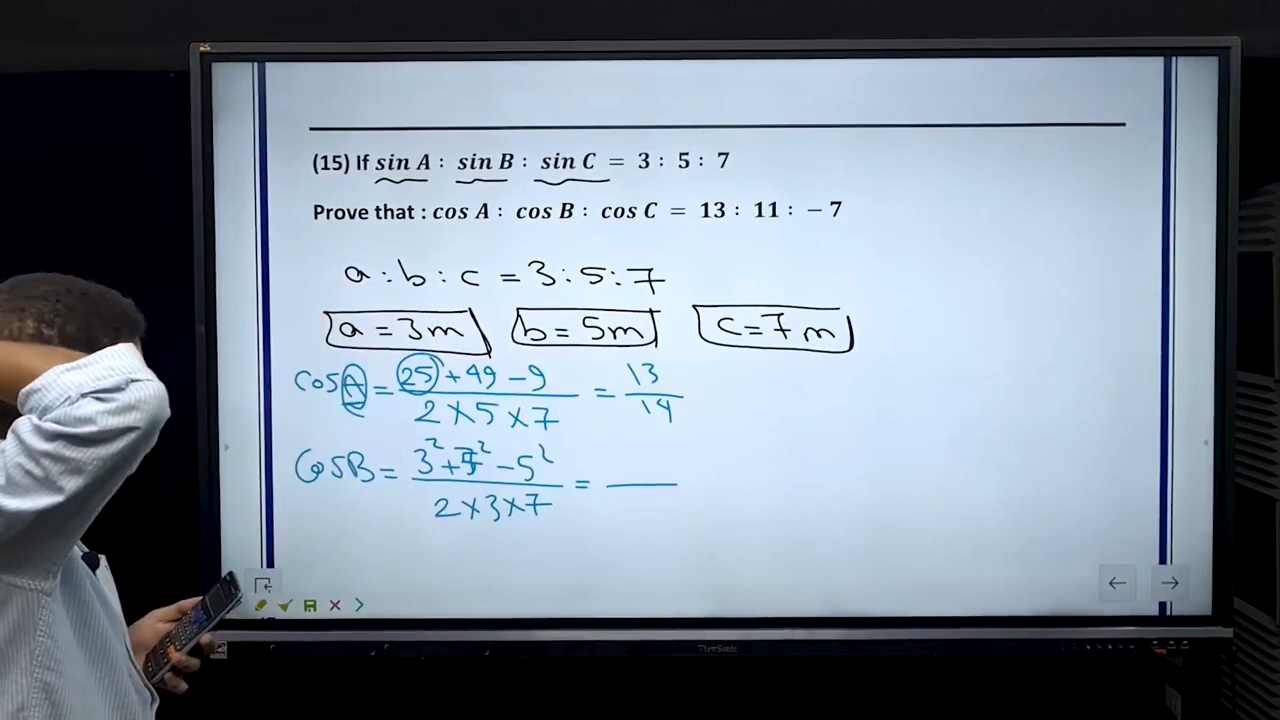 (15) If sin A : sin B : sin C = 3 : 5 : 7
Prove that : cos A : cos B : cos C = 13 : 11 : − 7
a : b : c = 3 : 5 : 7
a = 3m b = 5m c = 7m
cos A = (25 + 49 − 9) / (2 × 5 × 7) = 13 / 14
cos B = (3² + 7² − 5²) / (2 × 3 × 7) = 
ViewSonic